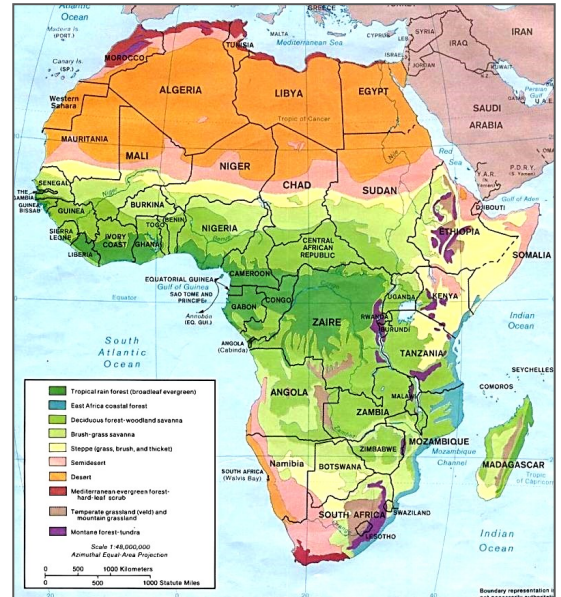 Atlantic
Ocean
GREECE
Madeira Is.
(PORT.)
MALTA
Mediterranean Sea
CYPRUS
LEB.
SYRIA
IRAQ
IRAN
ISRAEL
JORDAN
KUWAIT
Persian
Gulf
QATAR
U.A.E.
TUNISIA
MOROCCO
Canary Is.
(SP.)
ALGERIA
LIBYA
EGYPT
SAUDI
ARABIA
Western
Sahara
Tropic of Cancer
MAURITANIA
MALI
NIGER
CHAD
SUDAN
Nile
Red
Sea
Y.A.R.
P.D.R.Y.
(S. Yemen)
Gulf of Aden
DJIBOUTI
SENEGAL
THE
GAMBIA
GUINEA
BISSAU
GUINEA
Niger
BURKINA
BENIN
TOGO
SIERRA
LEONE
LIBERIA
IVORY
COAST
GHANA
NIGERIA
CENTRAL
AFRICAN
REPUBLIC
ETHIOPIA
SOMALIA
CAMEROON
EQUATORIAL GUINEA
Gulf of Guinea
SAO TOME AND
PRINCIPE
Equator
Annobón
(EQ. GUI.)
GABON
CONGO
ZAIRE
UGANDA
KENYA
RWANDA
BURUNDI
Indian
Ocean
ANGOLA
(Cabinda)
TANZANIA
South
Atlantic
Ocean
SEYCHELLES
COMOROS
ANGOLA
ZAMBIA
MALAWI
MOZAMBIQUE
Mozambique
Channel
ZIMBABWE
MADAGASCAR
Tropic
of Capricorn
Namibia
BOTSWANA
SOUTH AFRICA
(Walvis Bay)
SOUTH AFRICA
SWAZILAND
LESOTHO
Indian
Ocean
Tropical rain forest (broadleaf evergreen)
East Africa coastal forest
Deciduous forest-woodland savanna
Brush-grass savanna
Steppe (grass, brush, and thicket)
Semidesert
Desert
Mediterranean evergreen forest-
hard-leaf scrub
Temperate grassland (veld) and
mountain grassland
Montane forest-tundra
Scale 1:48,000,000
Azimuthal Equal-Area Projection
0 500 1000 Kilometers
0 500 1000 Statute Miles
Boundary representation is